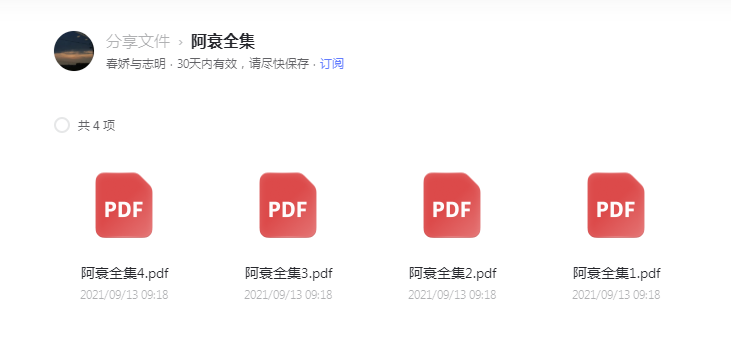 分享文件 › 阿衰全集
春娇与志明 · 30天内有效，请尽快保存 · 订阅
共 4 项
PDF PDF PDF PDF
阿衰全集4.pdf 阿衰全集3.pdf 阿衰全集2.pdf 阿衰全集1.pdf
2021/09/13 09:18 2021/09/13 09:18 2021/09/13 09:18 2021/09/13 09:18